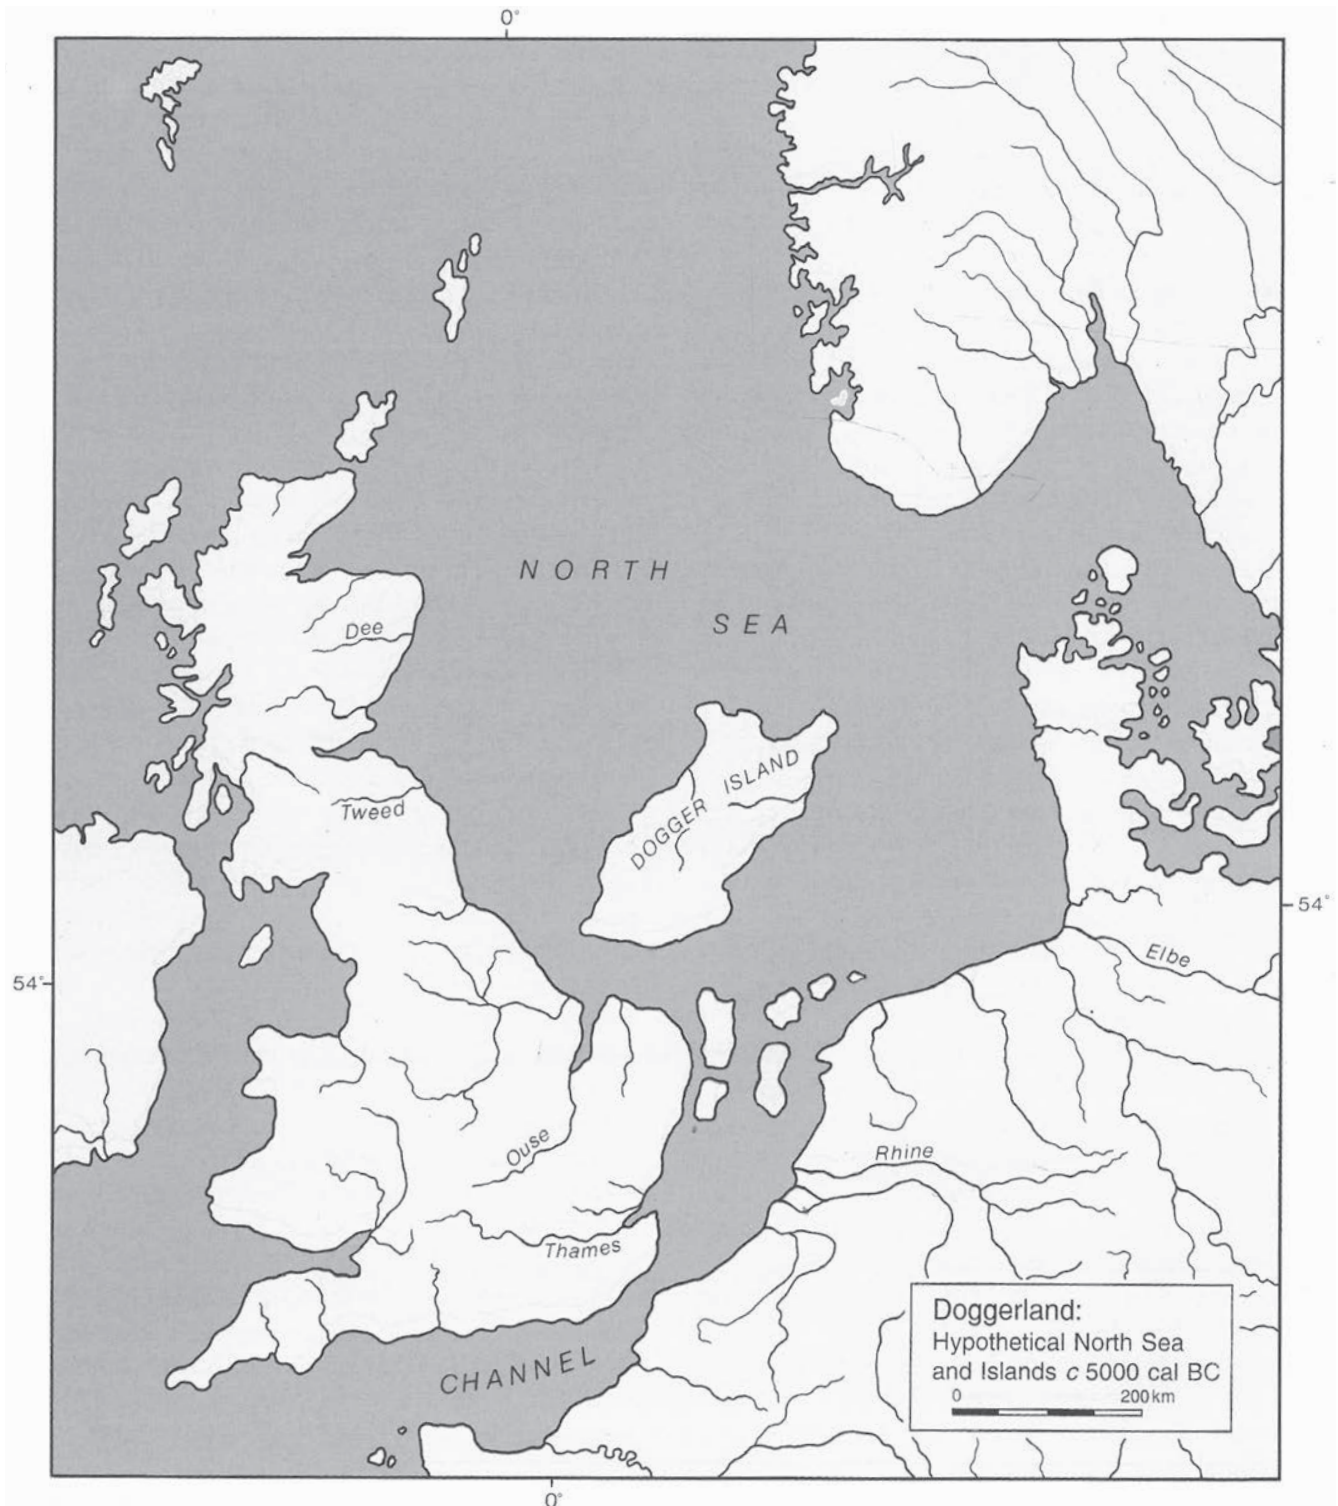 0°
NORTH
SEA
Dee
DOGGER ISLAND
Tweed
54°
Elbe
54°
Ouse
Rhine
Thames
Doggerland:
Hypothetical North Sea
and Islands c 5000 cal BC
0 200 km
CHANNEL
0°